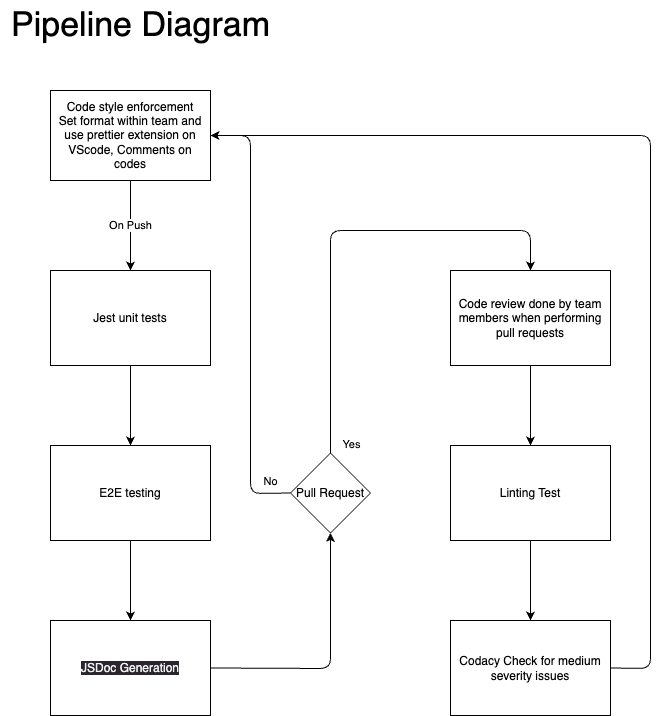 Pipeline Diagram
Code style enforcement
Set format within team and
use prettier extension on
VScode, Comments on
codes
On Push
Jest unit tests
Code review done by team
members when performing
pull requests
Yes
No
Pull Request
E2E testing
Linting Test
JSDoc Generation
Codacy Check for medium
severity issues